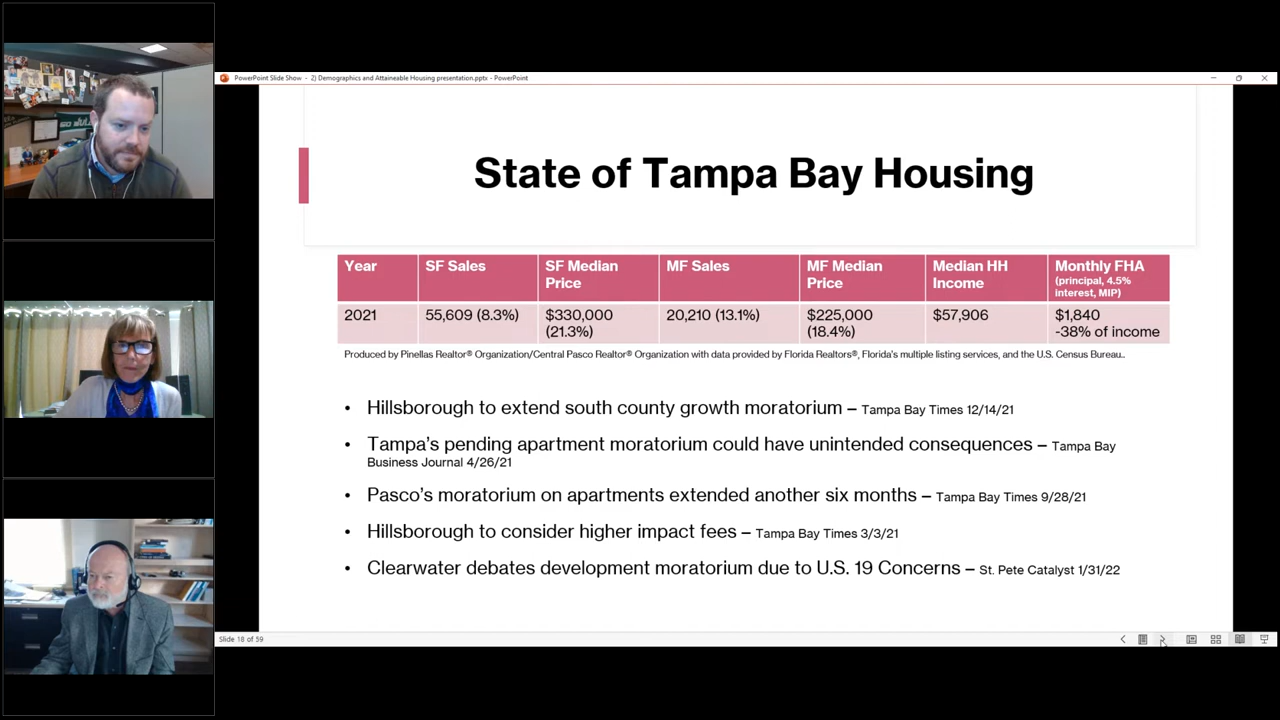 PowerPoint Slide Show - 2) Demographics and Attaineable Housing presentation.pptx - PowerPoint
State of Tampa Bay Housing
Year SF Sales SF Median Price MF Sales MF Median Price Median HH Income Monthly FHA (principal, 4.5% interest, MIP)
2021 55,609 (8.3%) $330,000 (21.3%) 20,210 (13.1%) $225,000 (18.4%) $57,906 $1,840 -38% of income
Produced by Pinellas Realtor® Organization/Central Pasco Realtor® Organization with data provided by Florida Realtors®, Florida's multiple listing services, and the U.S. Census Bureau..
• Hillsborough to extend south county growth moratorium – Tampa Bay Times 12/14/21
• Tampa's pending apartment moratorium could have unintended consequences – Tampa Bay
Business Journal 4/26/21
• Pasco's moratorium on apartments extended another six months – Tampa Bay Times 9/28/21
• Hillsborough to consider higher impact fees – Tampa Bay Times 3/3/21
• Clearwater debates development moratorium due to U.S. 19 Concerns – St. Pete Catalyst 1/31/22
Slide 18 of 59